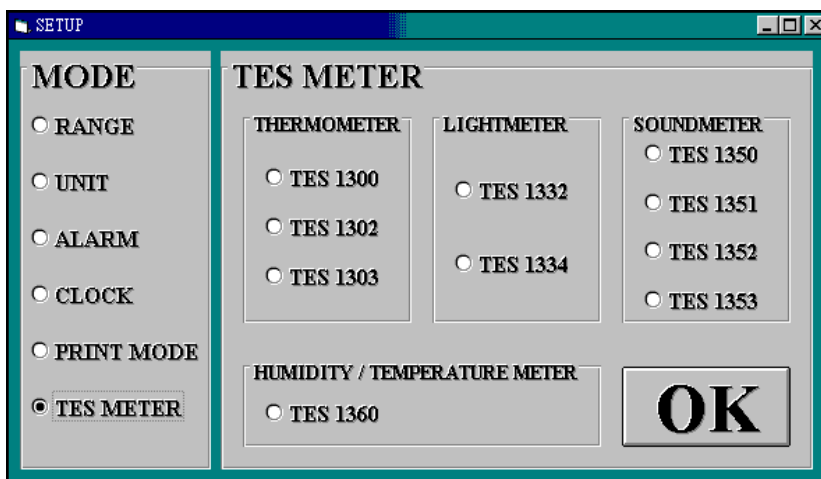 SETUP
MODE
RANGE
UNIT
ALARM
CLOCK
PRINT MODE
TES METER
TES METER
THERMOMETER
TES 1300
TES 1302
TES 1303
LIGHTMETER
TES 1332
TES 1334
SOUNDMETER
TES 1350
TES 1351
TES 1352
TES 1353
HUMIDITY / TEMPERATURE METER
TES 1360
OK